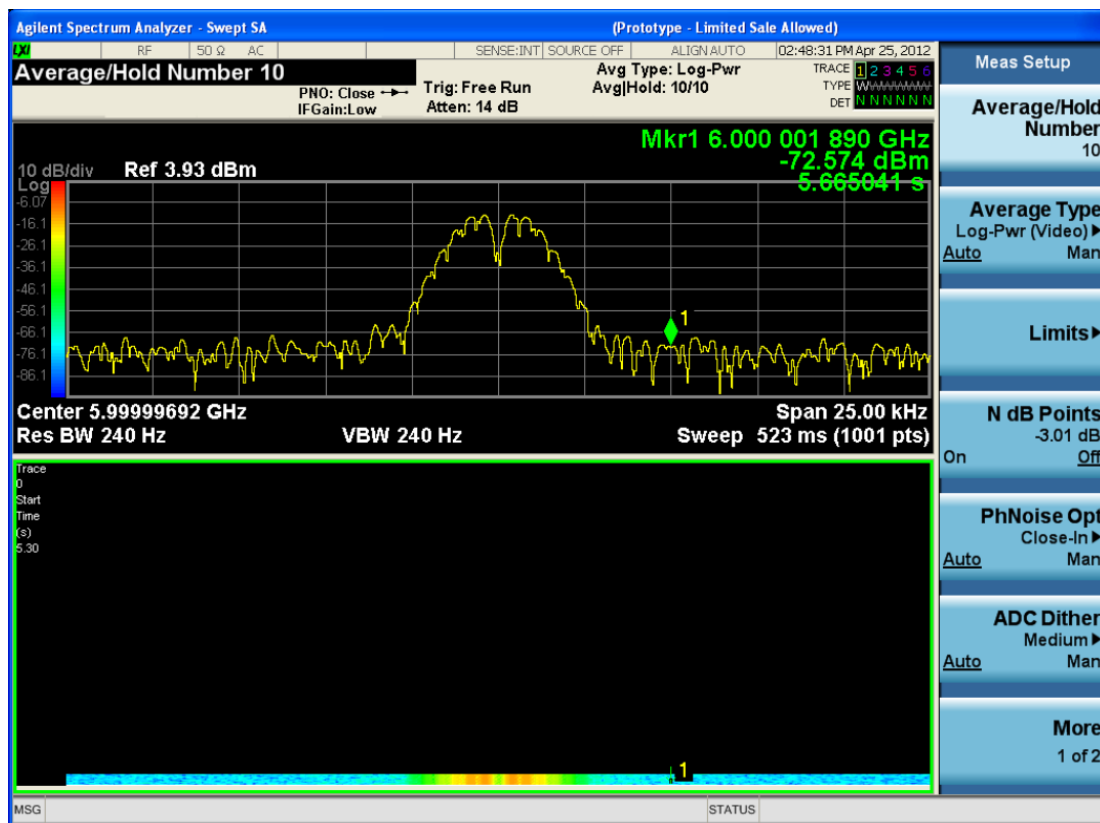 Agilent Spectrum Analyzer - Swept SA (Prototype - Limited Sale Allowed)
LXI RF 50 Ω AC SENSE:INT SOURCE OFF ALIGN AUTO 02:48:31 PM Apr 25, 2012
Average/Hold Number 10
PNO: Close
IFGain:Low
Trig: Free Run
Atten: 14 dB
Avg Type: Log-Pwr
Avg|Hold: 10/10
TRACE 1 2 3 4 5 6
TYPE WWWWWW
DET N N N N N N
Mkr1 6.000 001 890 GHz
-72.574 dBm
5.665041 s
10 dB/div Ref 3.93 dBm
Log
-6.07
-16.1
-26.1
-36.1
-46.1
-56.1
-66.1
-76.1
-86.1
1
Center 5.99999692 GHz Span 25.00 kHz
Res BW 240 Hz VBW 240 Hz Sweep 523 ms (1001 pts)
Trace
0
Start
Time
(s)
5.30
1
MSG STATUS
Meas Setup
Average/Hold
Number
10
Average Type
Log-Pwr (Video)
Auto Man
Limits
N dB Points
-3.01 dB
On Off
PhNoise Opt
Close-In
Auto Man
ADC Dither
Medium
Auto Man
More
1 of 2